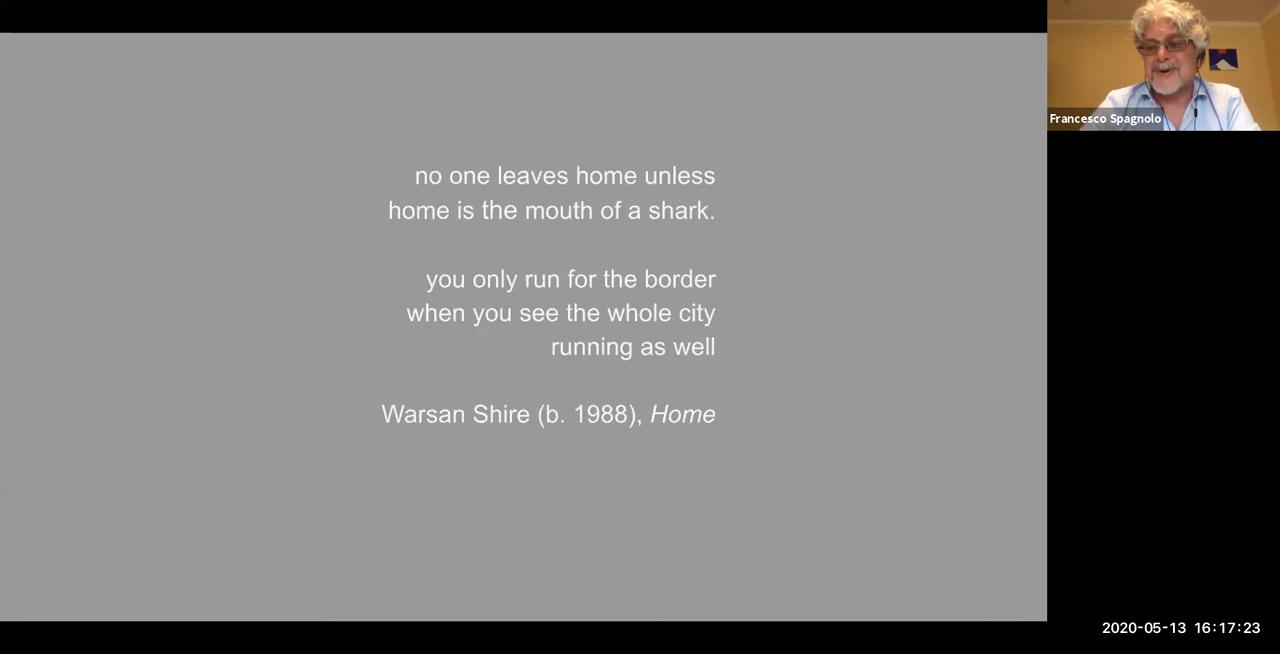 no one leaves home unless
home is the mouth of a shark.
you only run for the border
when you see the whole city
running as well
Warsan Shire (b. 1988), Home
Francesco Spagnolo
2020-05-13 16:17:23